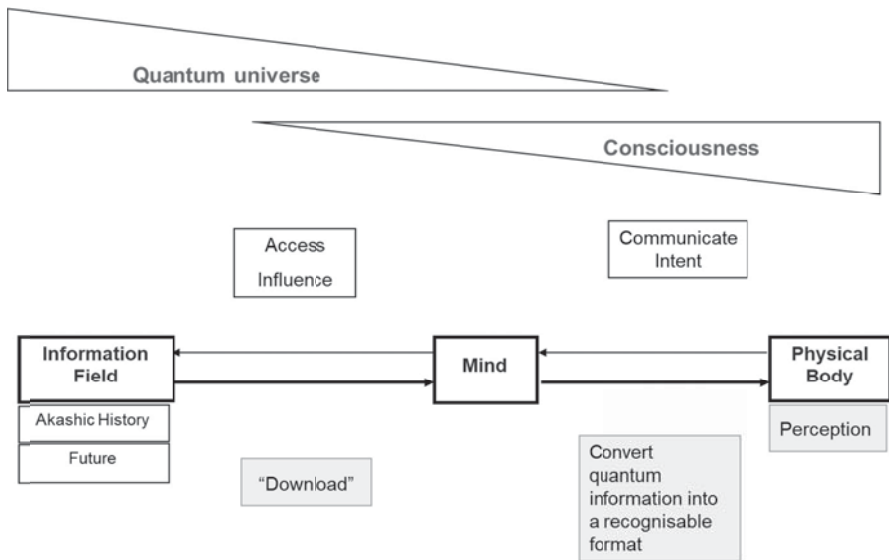 Quantum universe
Consciousness
Access
Influence
Communicate
Intent
Information
Field
Mind
Physical
Body
Akashic History
Future
Perception
“Download”
Convert
quantum
information into
a recognisable
format